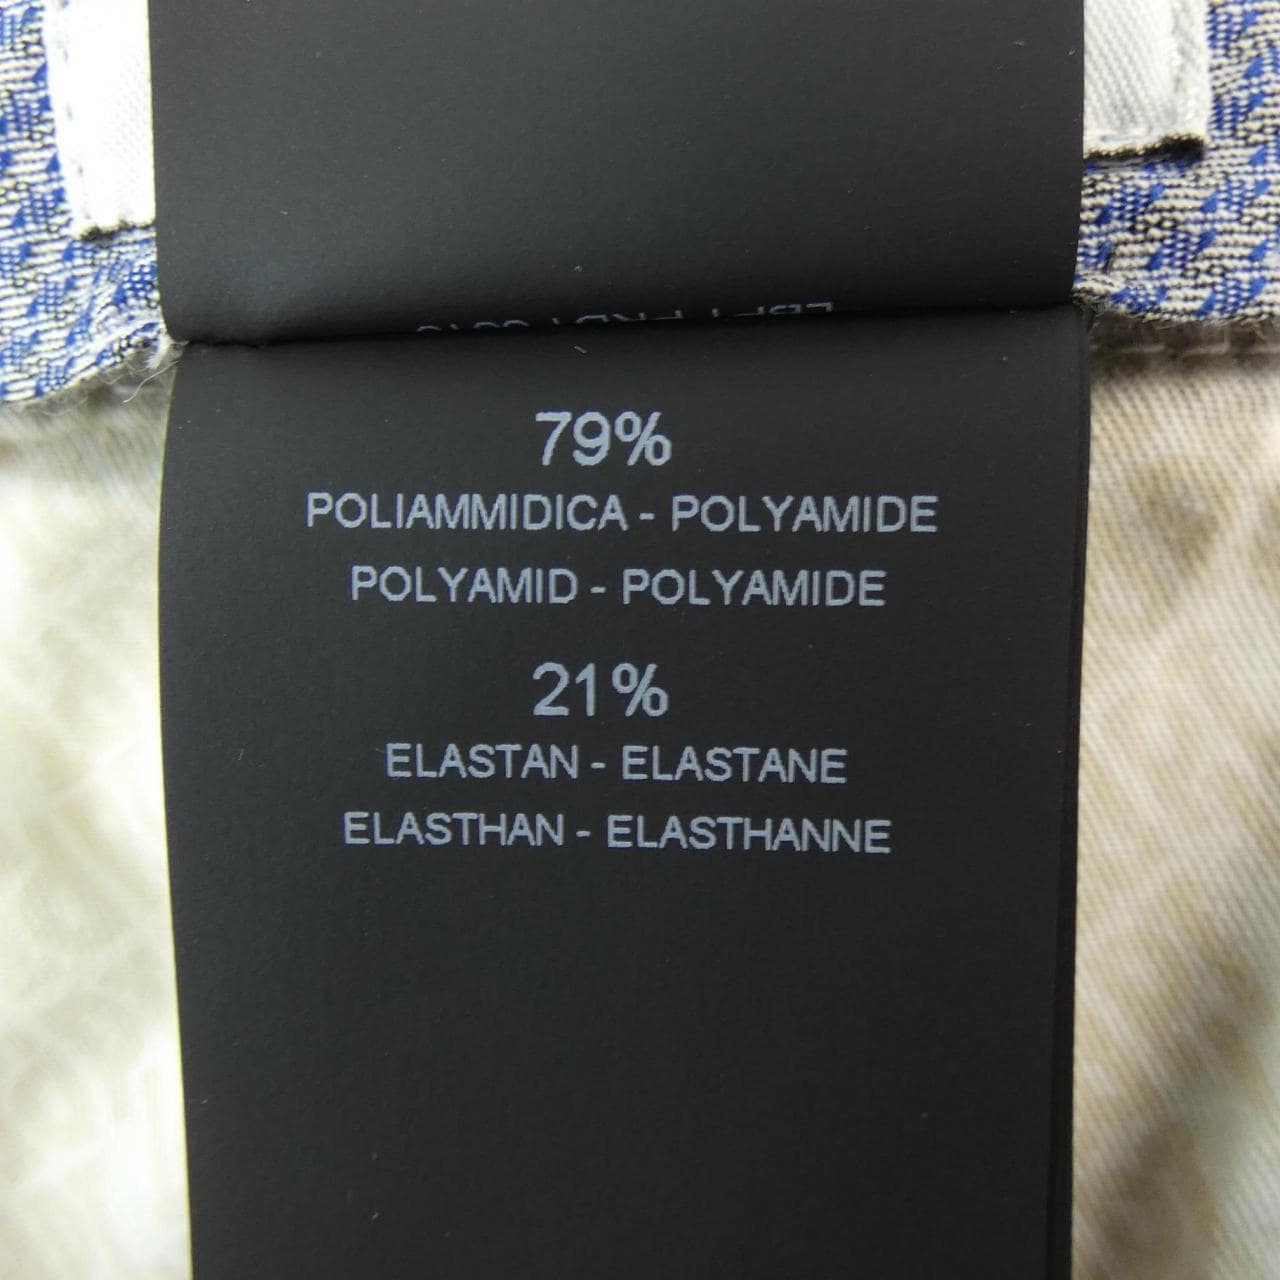 79%
POLIAMMIDICA - POLYAMIDE
POLYAMID - POLYAMIDE
21%
ELASTAN - ELASTANE
ELASTHAN - ELASTHANNE